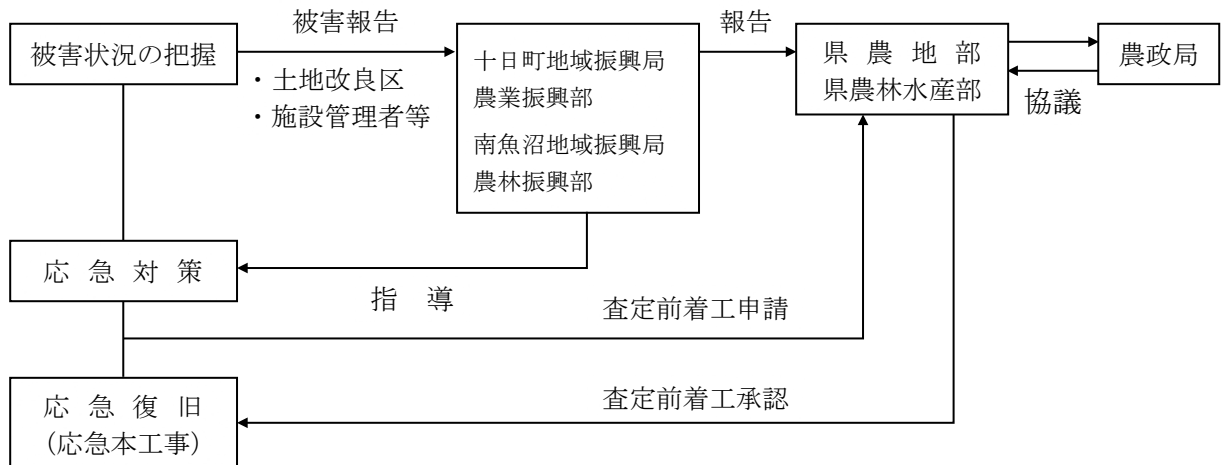 被害報告
報告
被害状況の把握
・土地改良区
・施設管理者等
十日町地域振興局
農業振興部
南魚沼地域振興局
農林振興部
県農地部
県農林水産部
農政局
協議
応急対策
指導
査定前着工申請
応急復旧
(応急本工事)
査定前着工承認